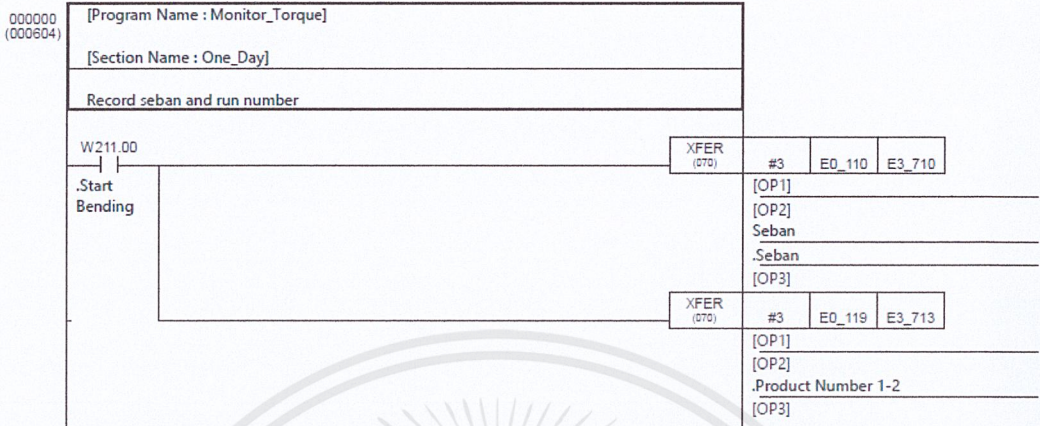 000000
(000604)
[Program Name : Monitor_Torque]
[Section Name : One_Day]
Record seban and run number
W211.00
.Start
Bending
XFER
(070)
#3
E0_110
E3_710
[OP1]
[OP2]
Seban
.Seban
[OP3]
XFER
(070)
#3
E0_119
E3_713
[OP1]
[OP2]
.Product Number 1-2
[OP3]